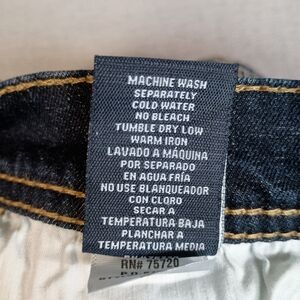 MACHINE WASH
SEPARATELY
COLD WATER
NO BLEACH
TUMBLE DRY LOW
WARM IRON
LAVADO A MÁQUINA
POR SEPARADO
EN AGUA FRÍA
NO USE BLANQUEADOR
CON CLORO
SECAR A
TEMPERATURA BAJA
PLANCHAR A
TEMPERATURA MEDIA
RN# 75720